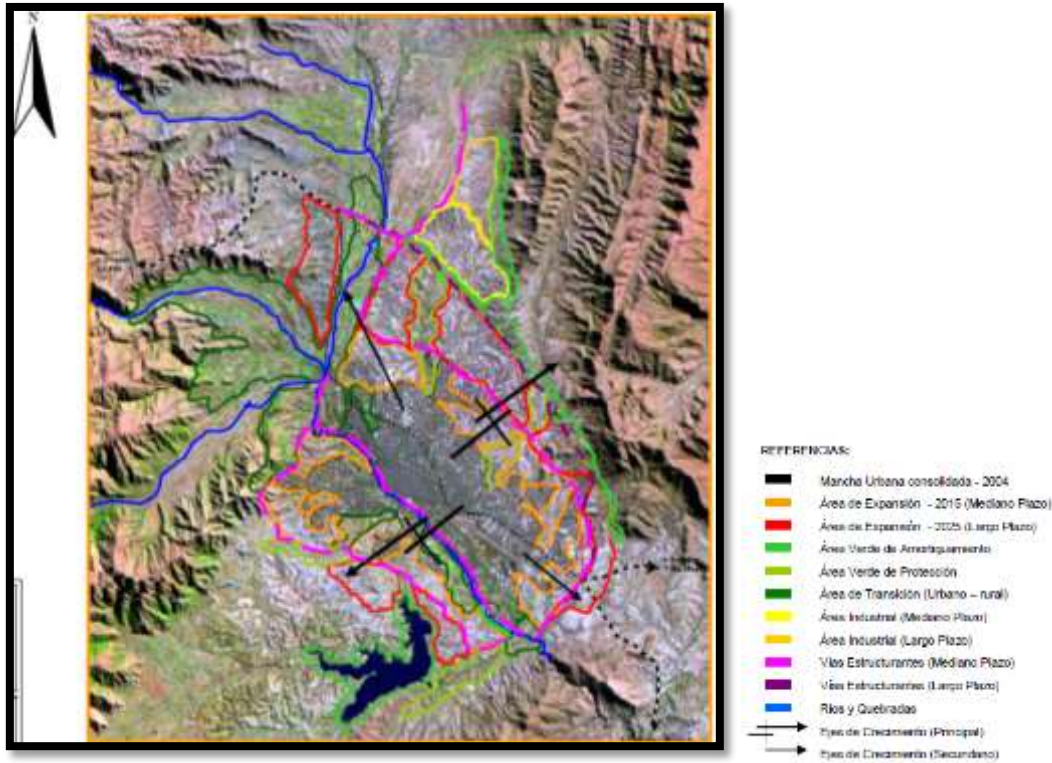 N
REFERENCIAS:
Mancha Urbana consolidada - 2004
Área de Expansión - 2015 (Mediano Plazo)
Área de Expansión - 2025 (Largo Plazo)
Área Verde de Amortiguamiento
Área Verde de Protección
Área de Transición (Urbano – rural)
Área Industrial (Mediano Plazo)
Área Industrial (Largo Plazo)
Vías Estructurantes (Mediano Plazo)
Vías Estructurantes (Largo Plazo)
Ríos y Quebradas
Ejes de Crecimiento (Principal)
Ejes de Crecimiento (Secundario)